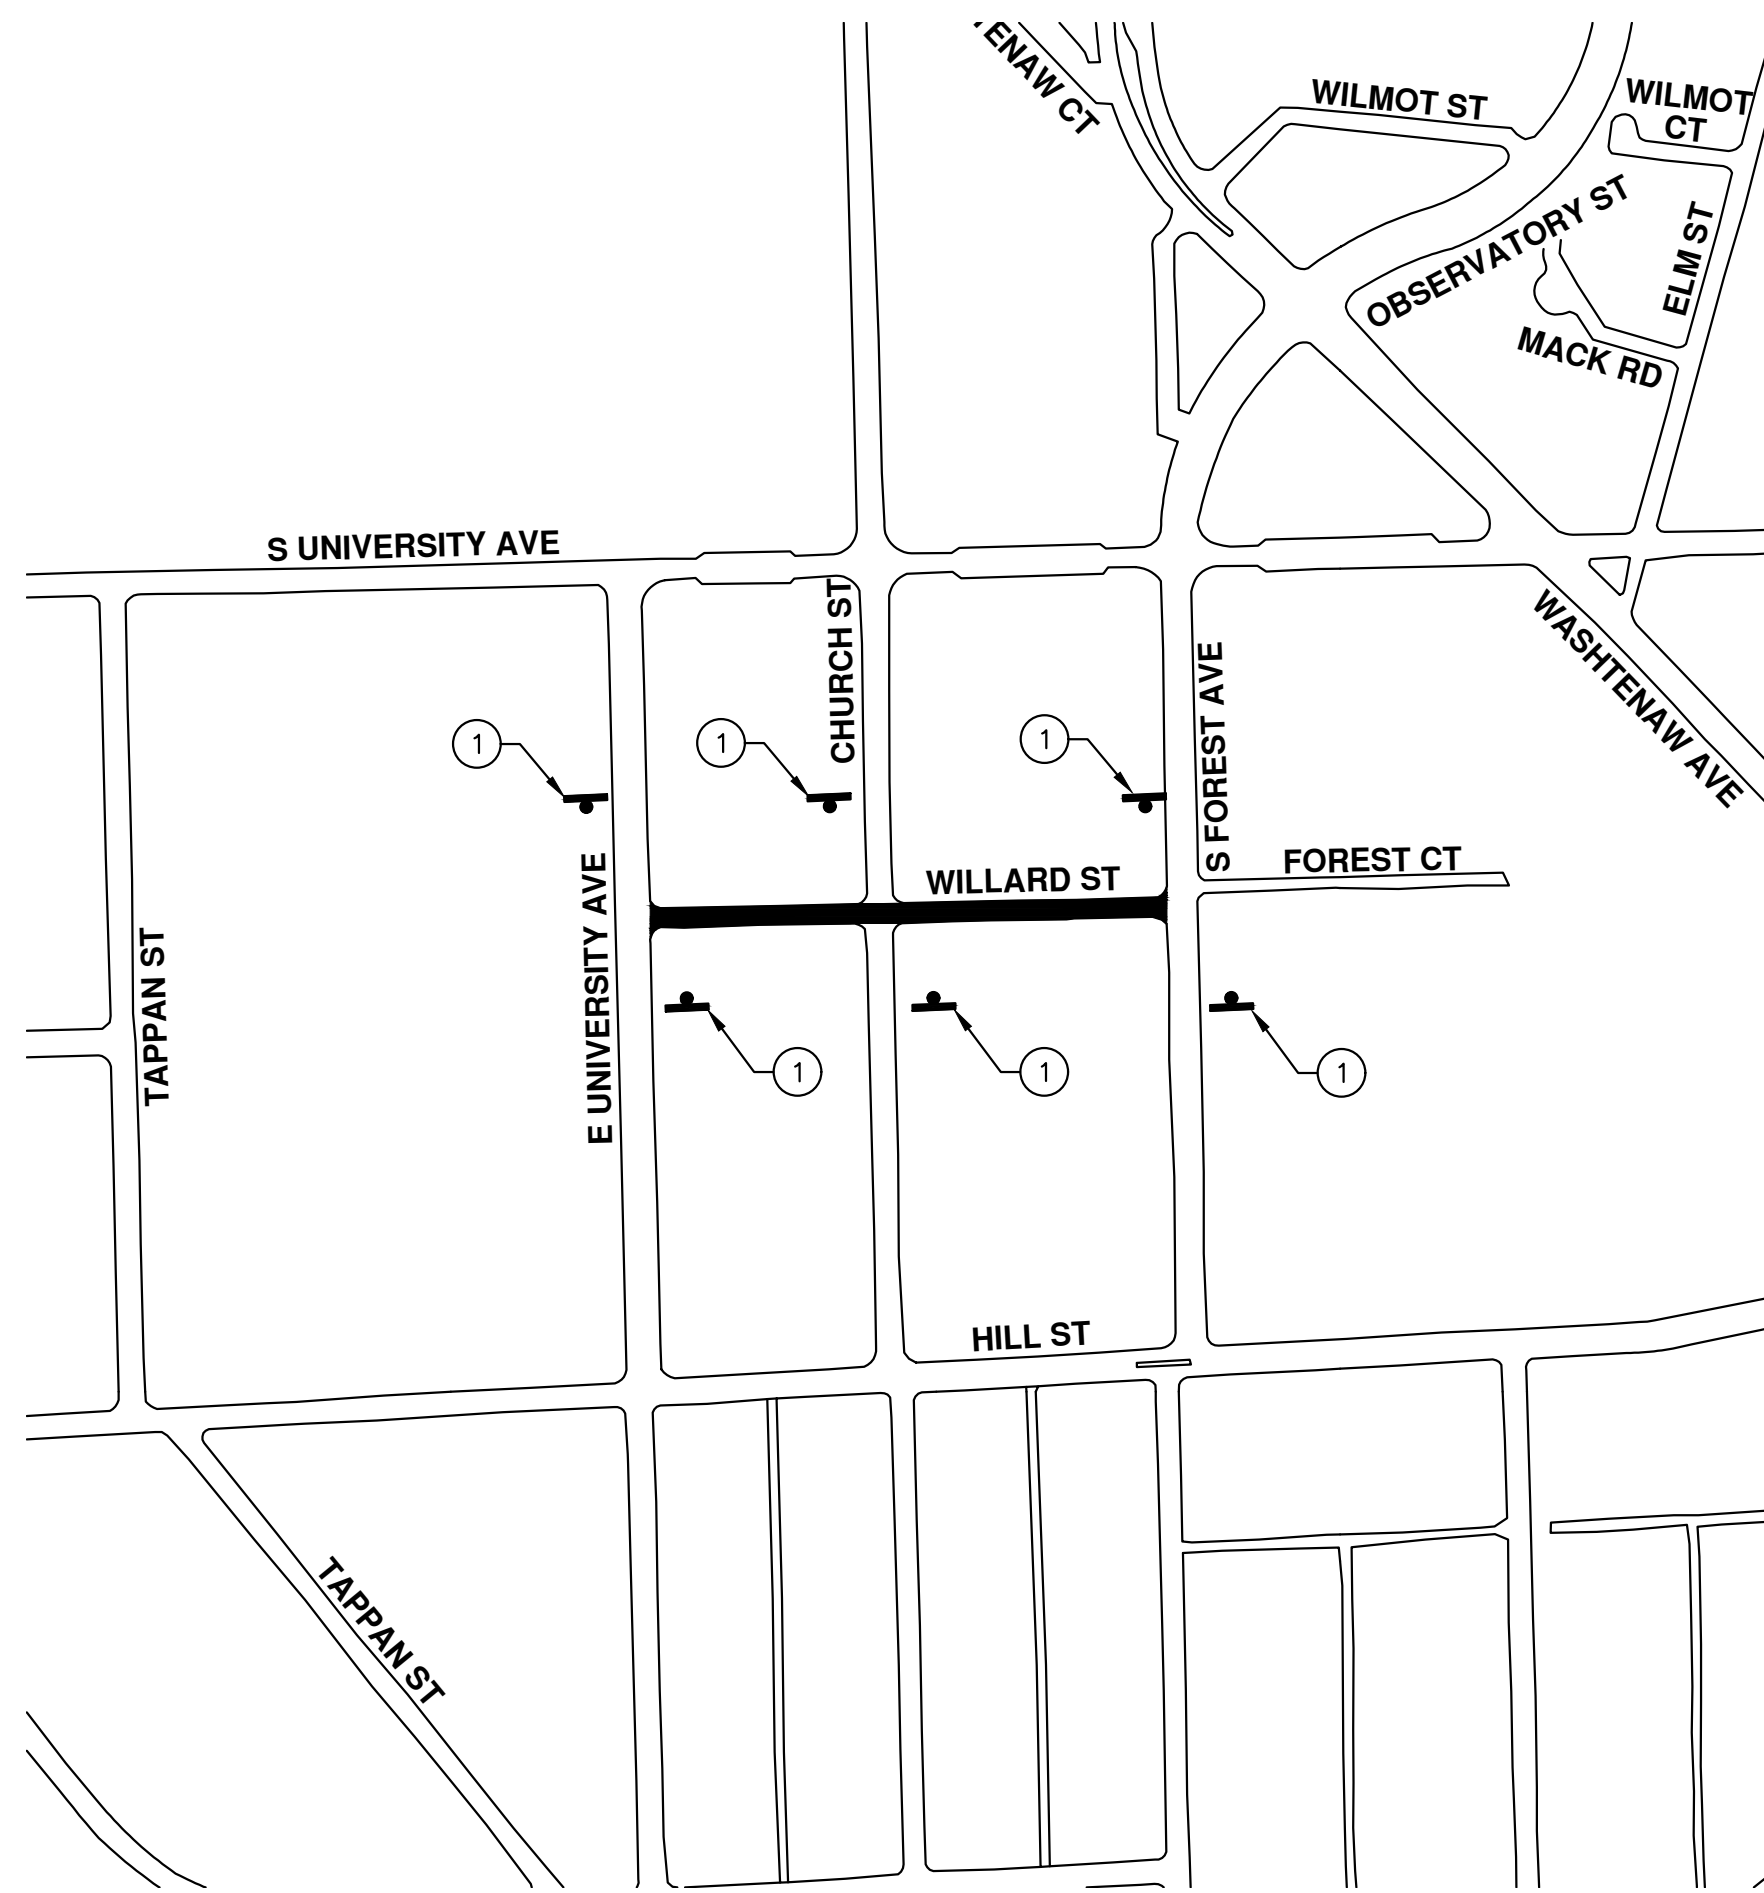 TENAW CT
WILMOT ST
WILMOT
CT
OBSERVATORY ST
ELM ST
MACK RD
S UNIVERSITY AVE
CHURCH ST
S FOREST AVE
WASHTENAW AVE
1
1
1
FOREST CT
WILLARD ST
E UNIVERSITY AVE
TAPPAN ST
1
1
1
HILL ST
TAPPAN ST